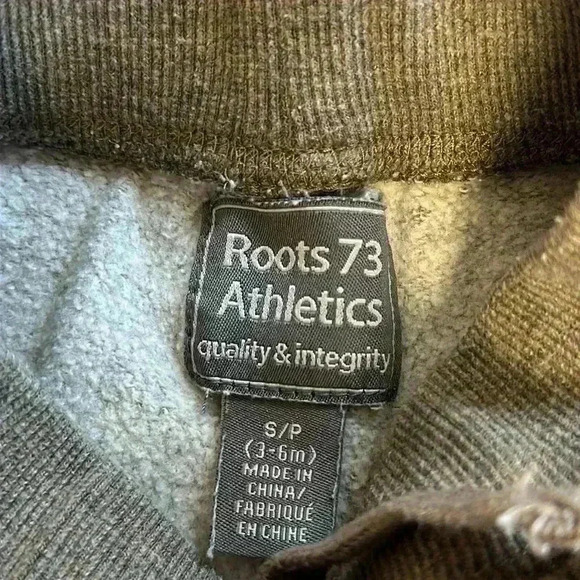 Roots 73
Athletics
quality & integrity
S/P
(3-6m)
MADE IN
CHINA/
FABRIQUÉ
EN CHINE